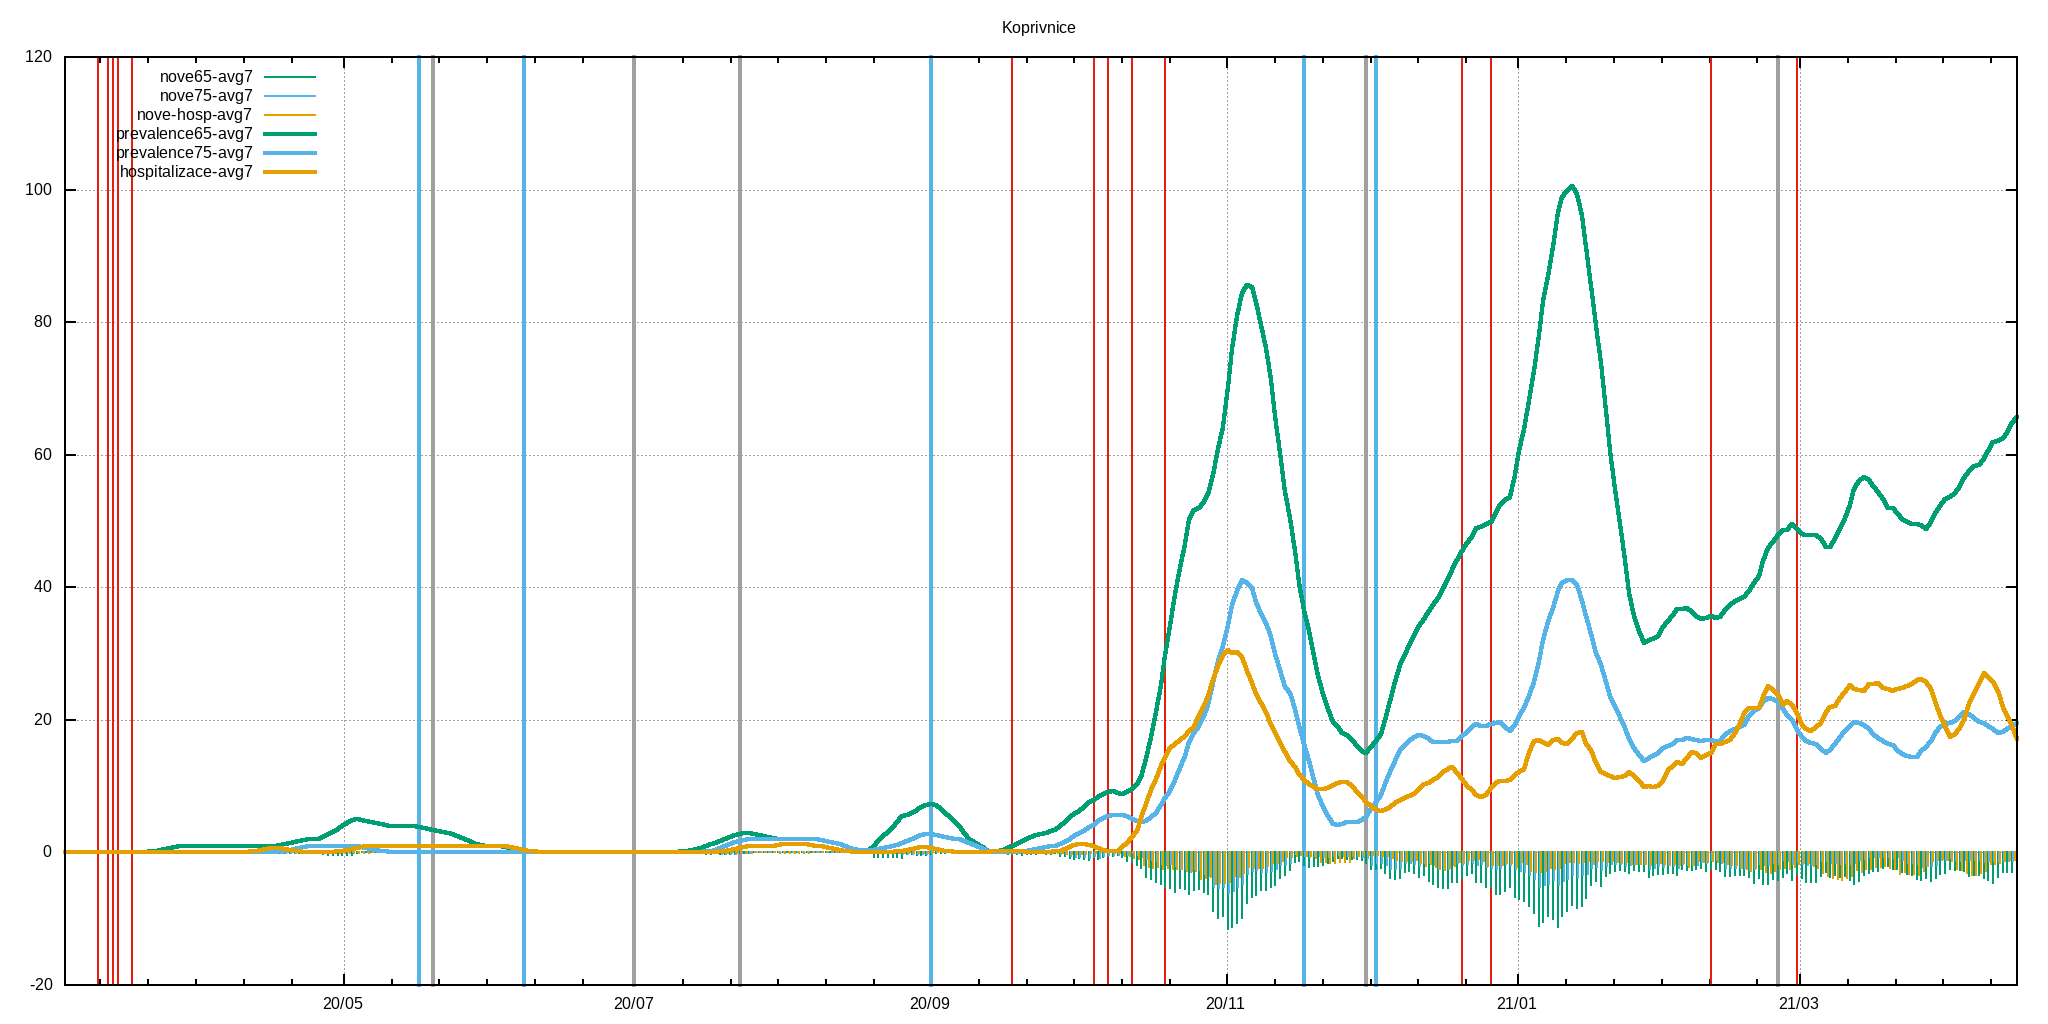 Koprivnice
120
100
80
60
40
20
0
-20
nove65-avg7
nove75-avg7
nove-hosp-avg7
prevalence65-avg7
prevalence75-avg7
hospitalizace-avg7
20/05 20/07 20/09 20/11 21/01 21/03